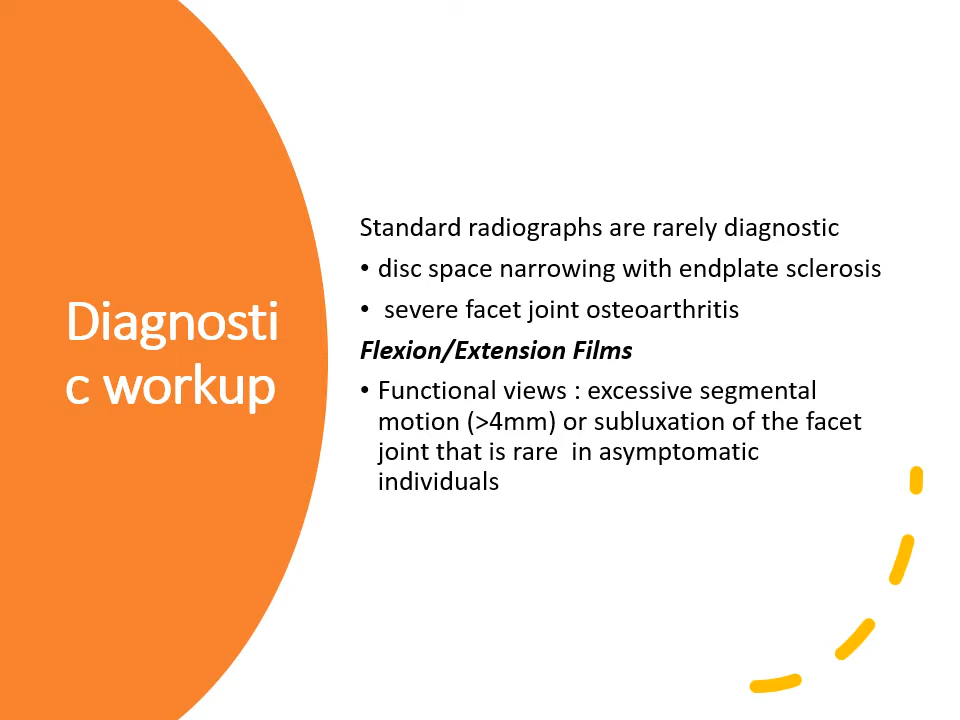 Diagnosti
c workup
Standard radiographs are rarely diagnostic
• disc space narrowing with endplate sclerosis
• severe facet joint osteoarthritis
Flexion/Extension Films
• Functional views : excessive segmental
motion (>4mm) or subluxation of the facet
joint that is rare in asymptomatic
individuals